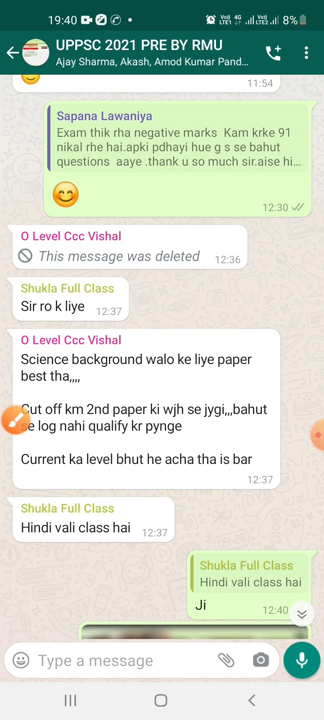 19:40 8%
UPPSC 2021 PRE BY RMU
Ajay Sharma, Akash, Amod Kumar Pand...
11:54
Sapana Lawaniya
Exam thik rha negative marks Kam krke 91
nikal rhe hai.apki pdhayi hue g s se bahut
questions aaye .thank u so much sir.aise hi...
12:30
O Level Ccc Vishal
This message was deleted 12:36
Shukla Full Class
Sir ro k liye 12:37
O Level Ccc Vishal
Science background walo ke liye paper
best tha,,,,
Cut off km 2nd paper ki wjh se jygi,,,bahut
se log nahi qualify kr pynge
Current ka level bhut he acha tha is bar
12:37
Shukla Full Class
Hindi vali class hai 12:37
Shukla Full Class
Hindi vali class hai
Ji 12:40
Type a message